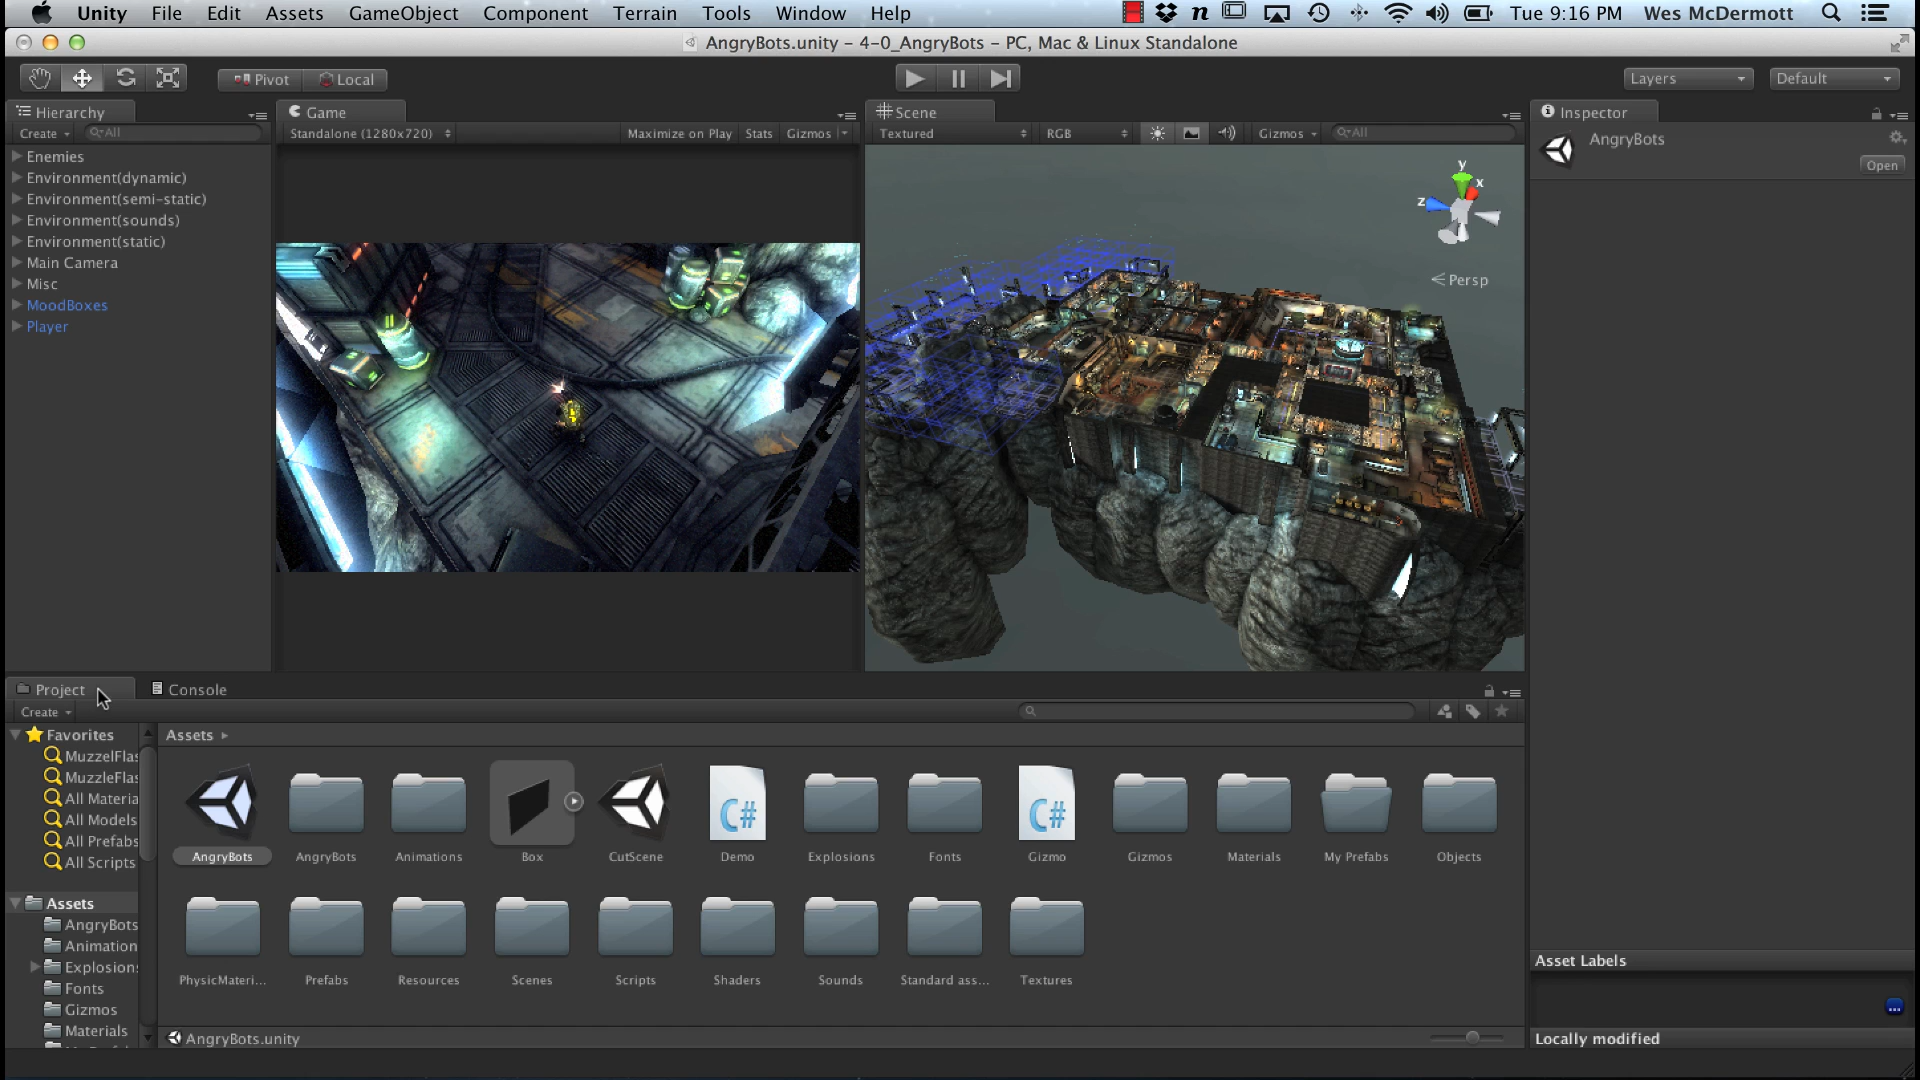 Unity File Edit Assets GameObject Component Terrain Tools Window Help Tue 9:16 PM Wes McDermott
AngryBots.unity – 4-0_AngryBots – PC, Mac & Linux Standalone
Pivot Local Layers Default
Hierarchy Game Scene Inspector
Create All Standalone (1280x720) Maximize on Play Stats Gizmos Textured RGB Gizmos All
AngryBots
Open
Enemies
Environment(dynamic)
Environment(semi-static)
Environment(sounds)
Environment(static)
Main Camera
Misc
MoodBoxes
Player
y
x
z
Persp
Project Console
Create
Favorites
MuzzelFlas
MuzzleFlas
All Materia
All Models
All Prefabs
All Scripts
Assets
AngryBots
Animation
Explosions
Fonts
Gizmos
Materials
Assets
C# C#
AngryBots AngryBots Animations Box CutScene Demo Explosions Fonts Gizmo Gizmos Materials My Prefabs Objects
PhysicMateri... Prefabs Resources Scenes Scripts Shaders Sounds Standard ass... Textures
AngryBots.unity
Asset Labels
Locally modified